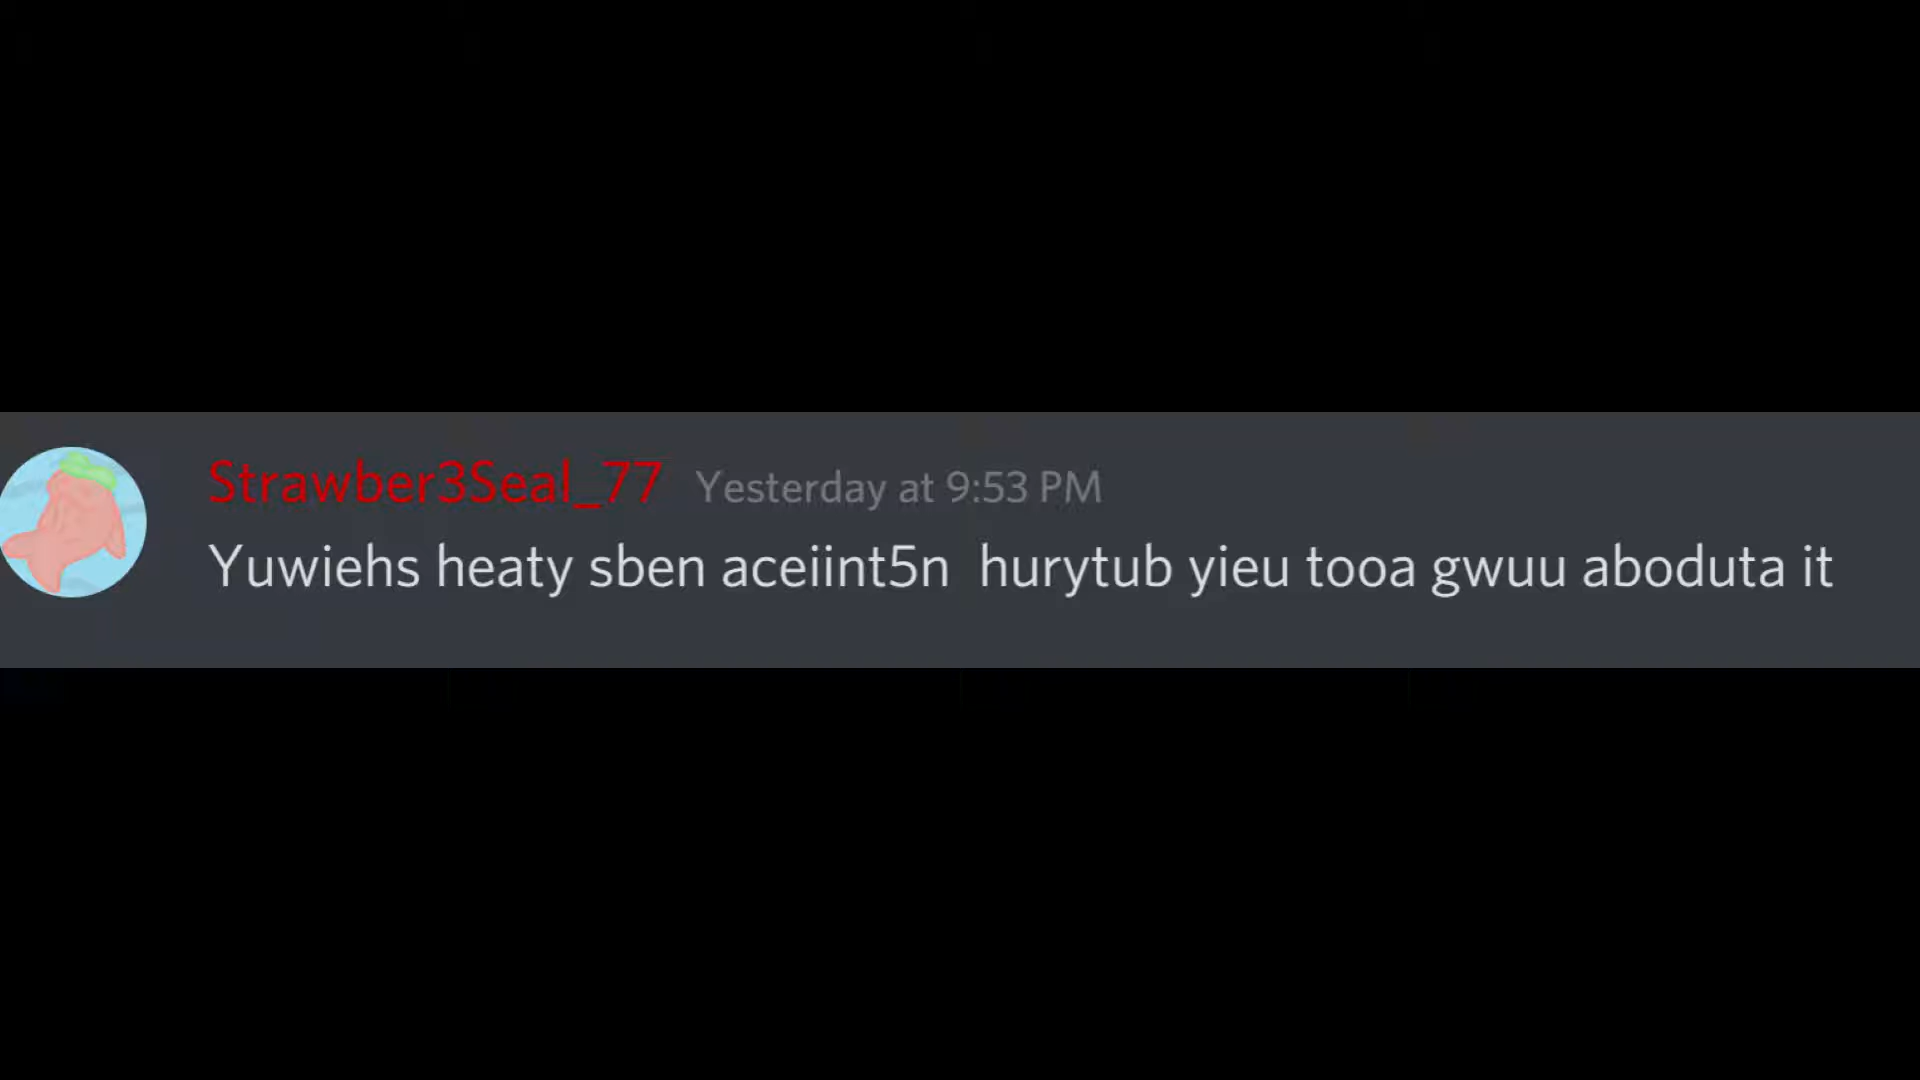 Strawber3Seal_77 Yesterday at 9:53 PM
Yuwiehs heaty sben aceiint5n  hurytub yieu tooa gwuu aboduta it